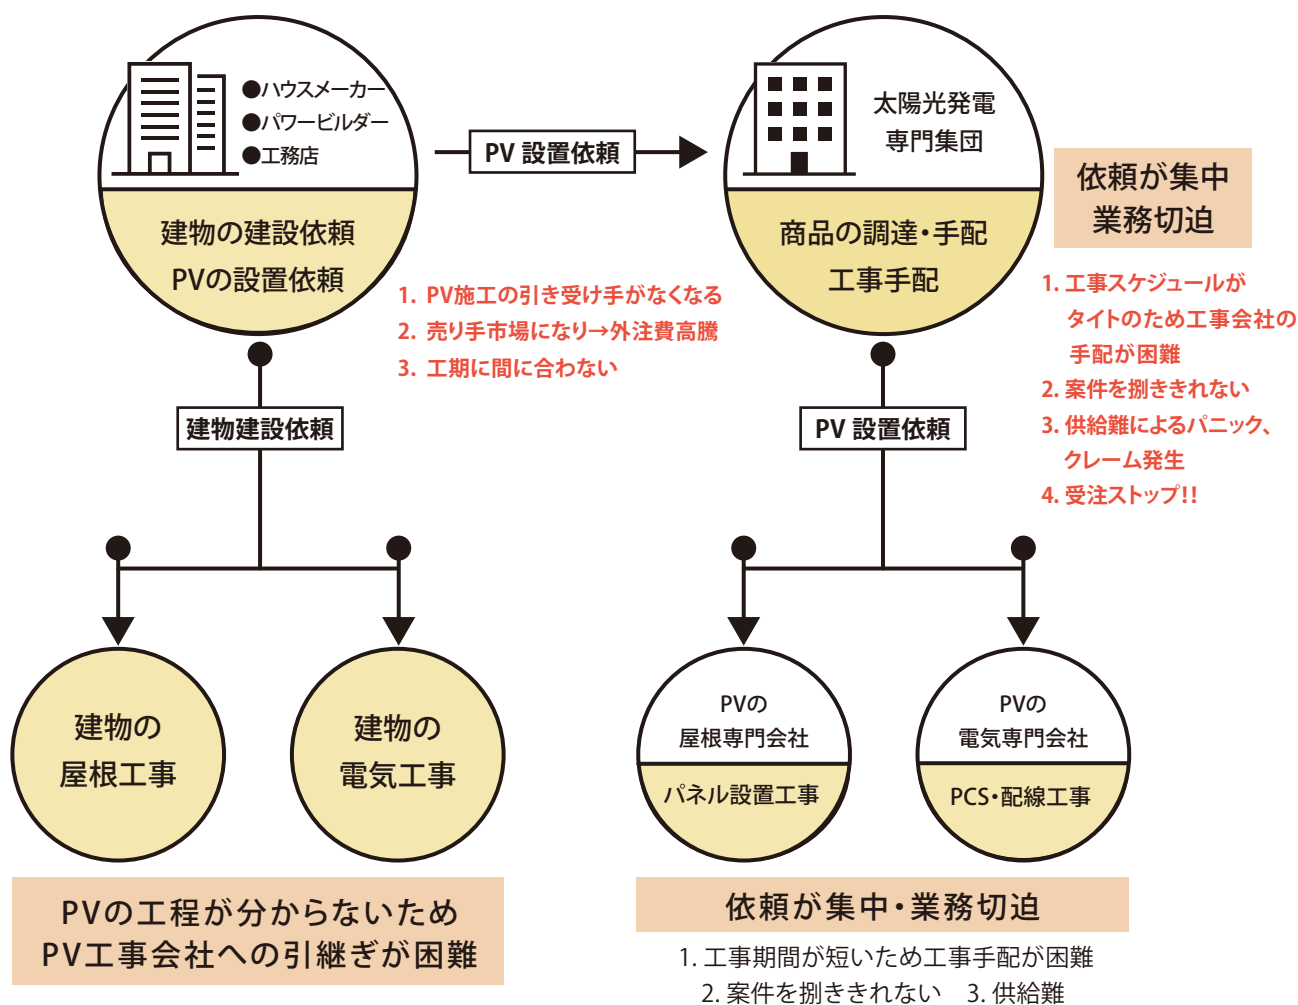 ●ハウスメーカー
●パワービルダー
●工務店
建物の建設依頼
PVの設置依頼
PV 設置依頼
太陽光発電
専門集団
商品の調達・手配
工事手配
依頼が集中
業務切迫
1. PV施工の引き受け手がなくなる
2. 売り手市場になり→外注費高騰
3. 工期に間に合わない
1. 工事スケジュールが
タイトのため工事会社の
手配が困難
2. 案件を捌ききれない
3. 供給難によるパニック、
クレーム発生
4. 受注ストップ!!
建物建設依頼
PV 設置依頼
建物の
屋根工事
建物の
電気工事
PVの
屋根専門会社
パネル設置工事
PVの
電気専門会社
PCS・配線工事
PVの工程が分からないため
PV工事会社への引継ぎが困難
依頼が集中・業務切迫
1. 工事期間が短いため工事手配が困難
2. 案件を捌ききれない　3. 供給難